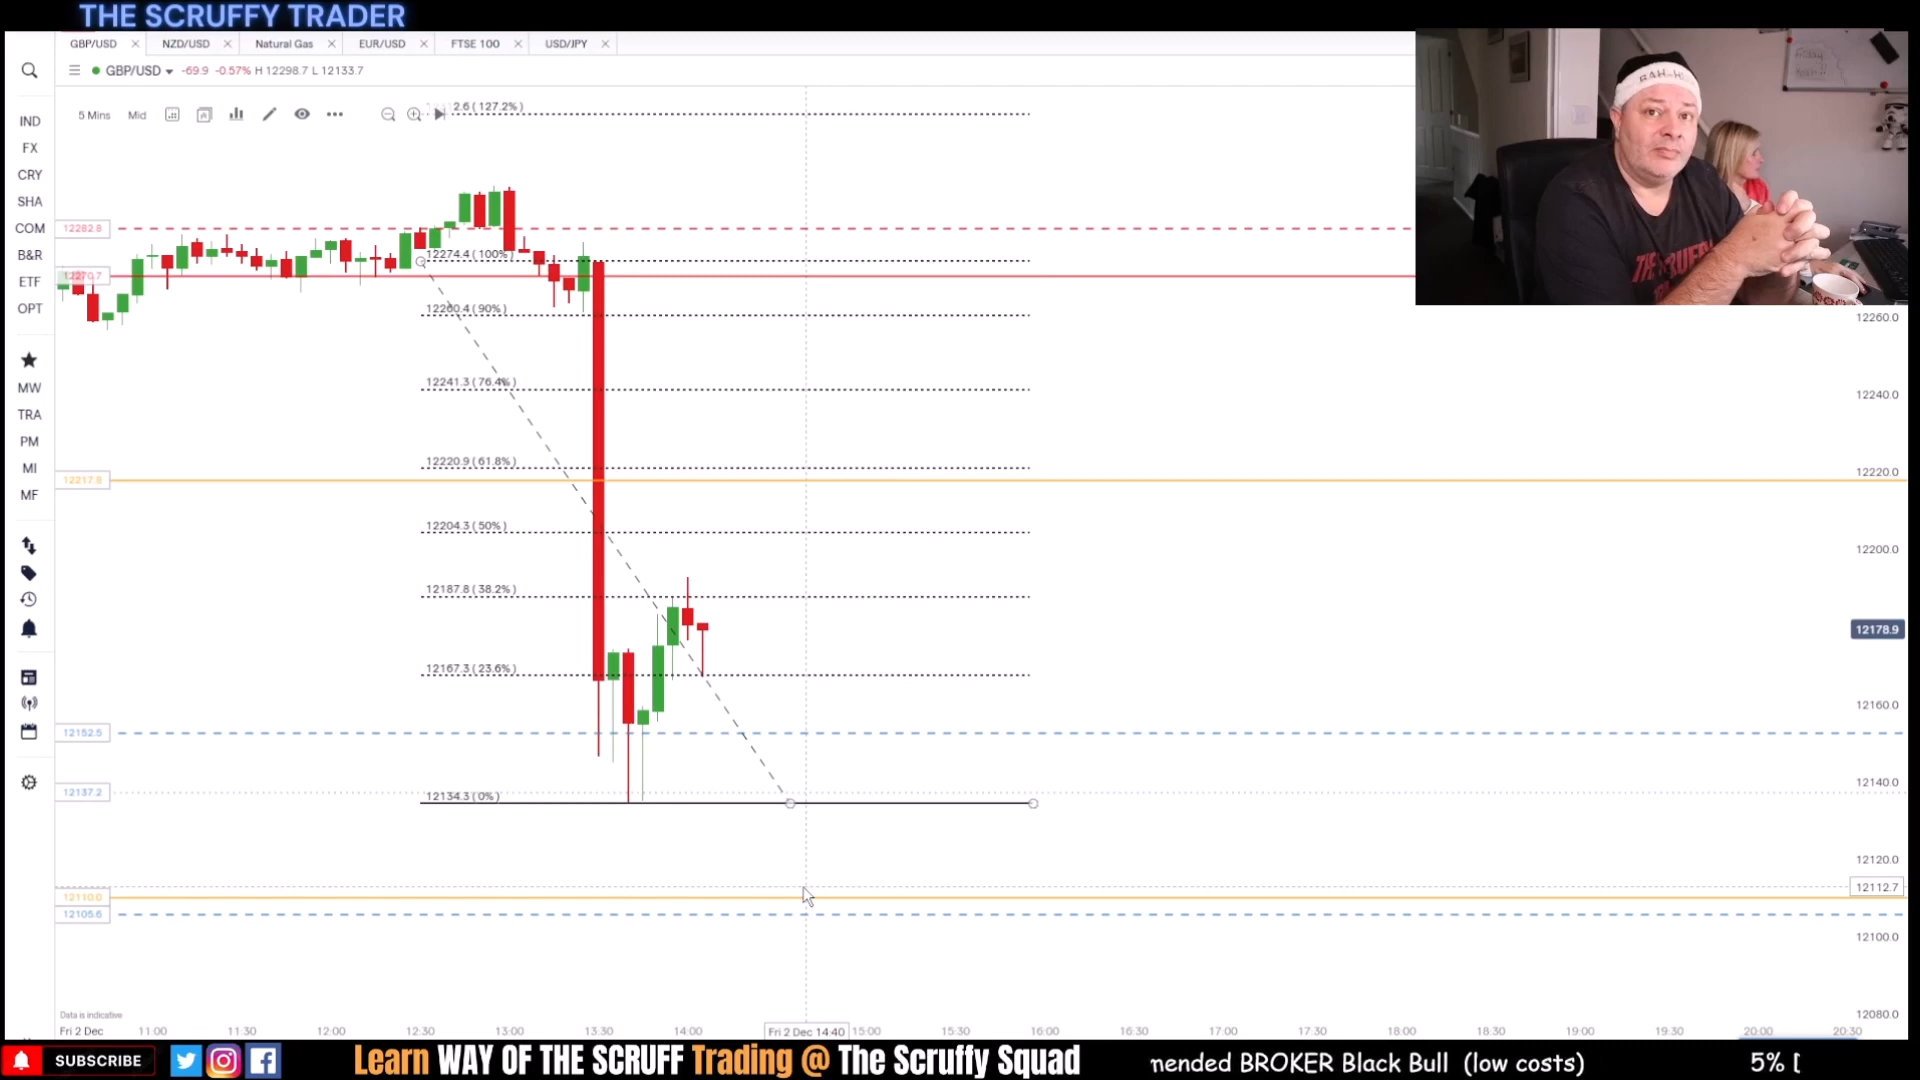 THE SCRUFFY TRADER
GBP/USD NZD/USD Natural Gas EUR/USD FTSE 100 USD/JPY
GBP/USD -69.9 -0.57% H 12298.7 L 12133.7
5 Mins Mid
2.6 ( 127.2% )
IND
FX
CRY
SHA
COM
B&R
ETF
OPT
MW
TRA
PM
MI
MF
12282.8
12270.7
12217.8
12152.5
12137.2
12110.0
12105.6
12274.4 ( 100% )
12260.4 ( 90% )
12241.3 ( 76.4% )
12220.9 ( 61.8% )
12204.3 ( 50% )
12187.8 ( 38.2% )
12167.3 ( 23.6% )
12134.3 ( 0% )
12260.0
12240.0
12220.0
12200.0
12178.9
12160.0
12140.0
12120.0
12112.7
12100.0
12080.0
Data is indicative
Fri 2 Dec 11:00 11:30 12:00 12:30 13:00 13:30 14:00 Fri 2 Dec 14:40 15:00 15:30 16:00 16:30 17:00 17:30 18:00 18:30 19:00 19:30 20:00 20:30
SUBSCRIBE
Learn WAY OF THE SCRUFF Trading @ The Scruffy Squad
mended BROKER Black Bull (low costs) 5% [